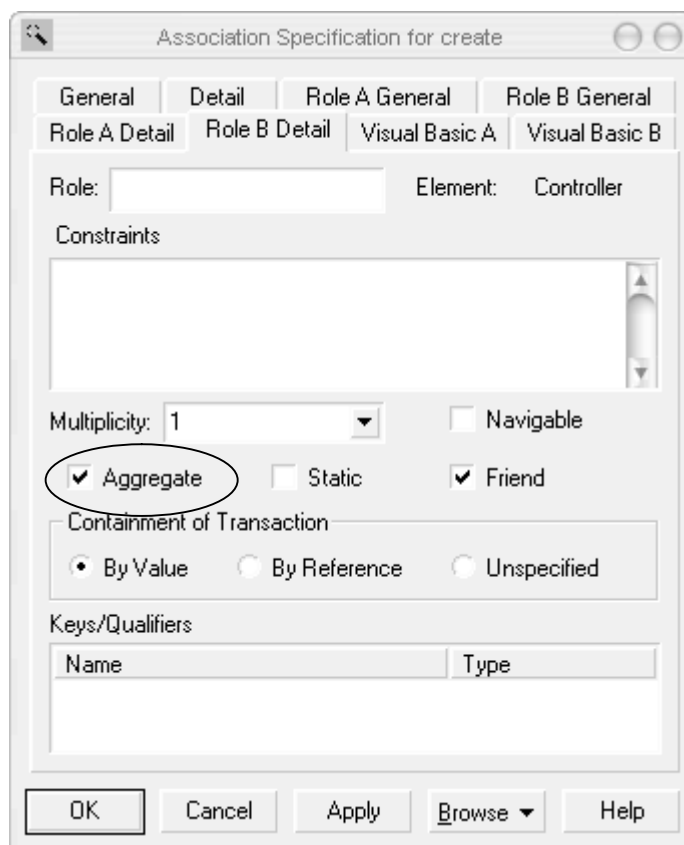 Association Specification for create
General Detail Role A General Role B General
Role A Detail Role B Detail Visual Basic A Visual Basic B
Role: Element: Controller
Constraints
Multiplicity: 1 Navigable
Aggregate Static Friend
Containment of Transaction
By Value By Reference Unspecified
Keys/Qualifiers
Name Type
OK Cancel Apply Browse Help